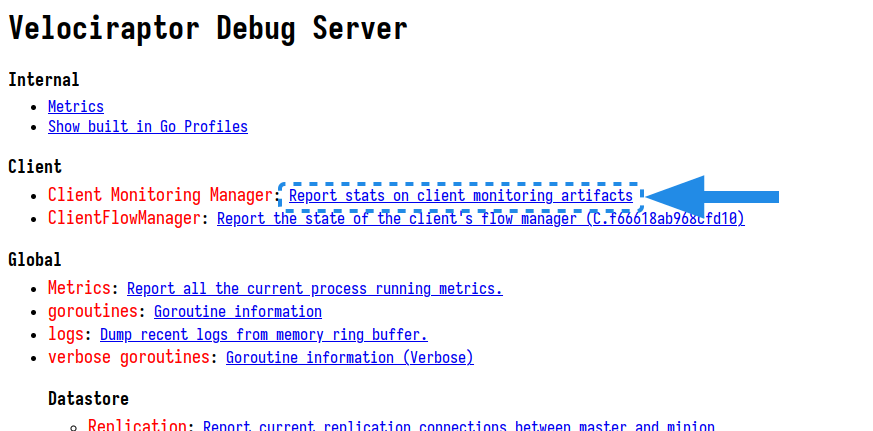 Velociraptor Debug Server
Internal
Metrics
Show built in Go Profiles
Client
Client Monitoring Manager: Report stats on client monitoring artifacts
ClientFlowManager: Report the state of the client's flow manager (C.f66618ab968cfd10)
Global
Metrics: Report all the current process running metrics.
goroutines: Goroutine information
logs: Dump recent logs from memory ring buffer.
verbose goroutines: Goroutine information (Verbose)
Datastore
Replication: Report current replication connections between master and minion